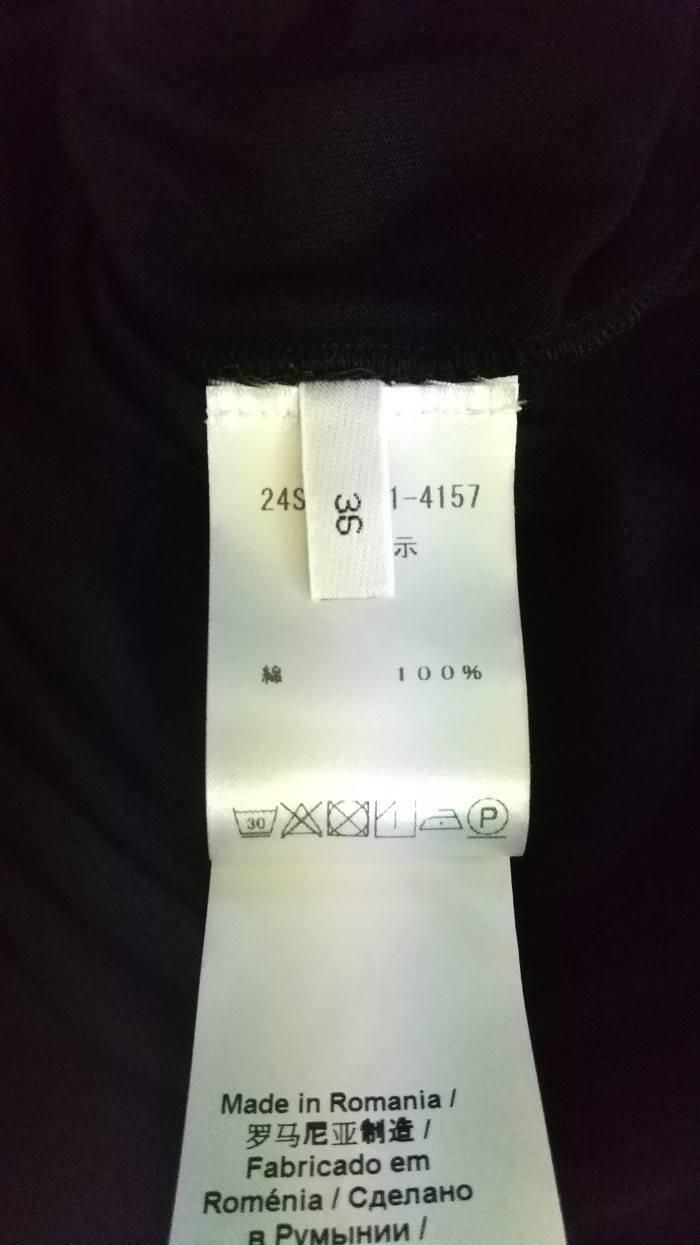 24S 1-4157
36
示
綿 100%
30 P
Made in Romania /
罗马尼亚制造 /
Fabricado em
Roménia / Сделано
в Румынии /